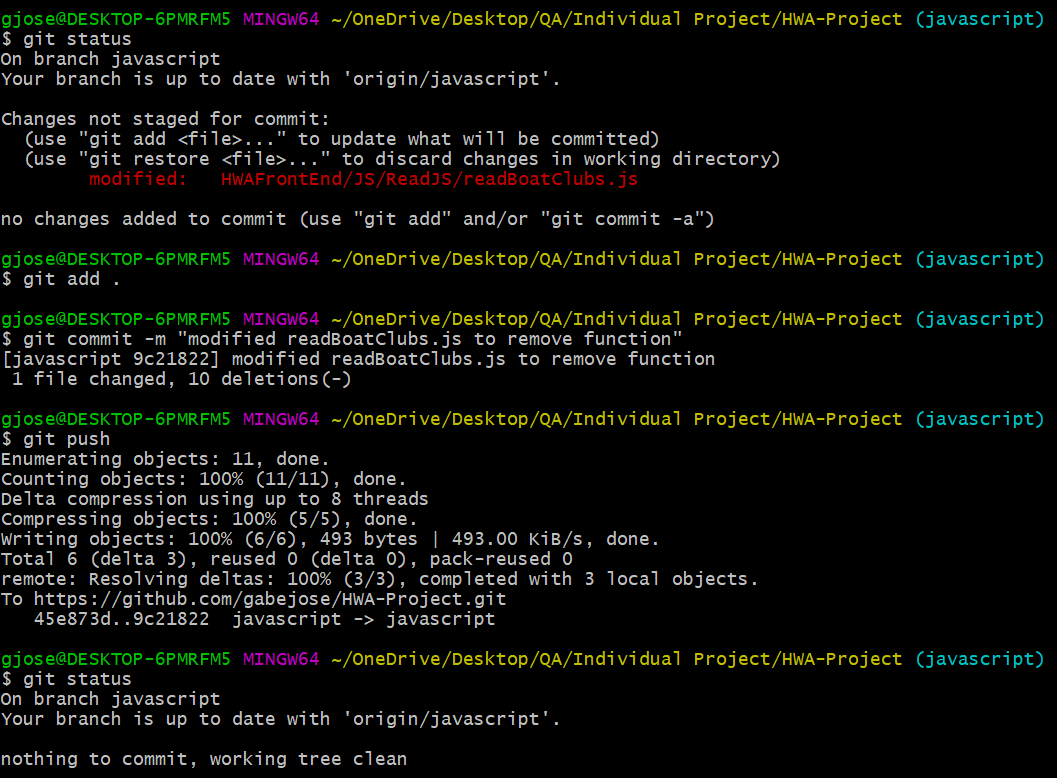 gjose@DESKTOP-6PMRFM5 MINGW64 ~/OneDrive/Desktop/QA/Individual Project/HWA-Project (javascript)
$ git status
On branch javascript
Your branch is up to date with 'origin/javascript'.

Changes not staged for commit:
  (use "git add <file>..." to update what will be committed)
  (use "git restore <file>..." to discard changes in working directory)
        modified:   HWAFrontEnd/JS/ReadJS/readBoatClubs.js

no changes added to commit (use "git add" and/or "git commit -a")

gjose@DESKTOP-6PMRFM5 MINGW64 ~/OneDrive/Desktop/QA/Individual Project/HWA-Project (javascript)
$ git add .

gjose@DESKTOP-6PMRFM5 MINGW64 ~/OneDrive/Desktop/QA/Individual Project/HWA-Project (javascript)
$ git commit -m "modified readBoatClubs.js to remove function"
[javascript 9c21822] modified readBoatClubs.js to remove function
 1 file changed, 10 deletions(-)

gjose@DESKTOP-6PMRFM5 MINGW64 ~/OneDrive/Desktop/QA/Individual Project/HWA-Project (javascript)
$ git push
Enumerating objects: 11, done.
Counting objects: 100% (11/11), done.
Delta compression using up to 8 threads
Compressing objects: 100% (5/5), done.
Writing objects: 100% (6/6), 493 bytes | 493.00 KiB/s, done.
Total 6 (delta 3), reused 0 (delta 0), pack-reused 0
remote: Resolving deltas: 100% (3/3), completed with 3 local objects.
To https://github.com/gabejose/HWA-Project.git
   45e873d..9c21822  javascript -> javascript

gjose@DESKTOP-6PMRFM5 MINGW64 ~/OneDrive/Desktop/QA/Individual Project/HWA-Project (javascript)
$ git status
On branch javascript
Your branch is up to date with 'origin/javascript'.

nothing to commit, working tree clean